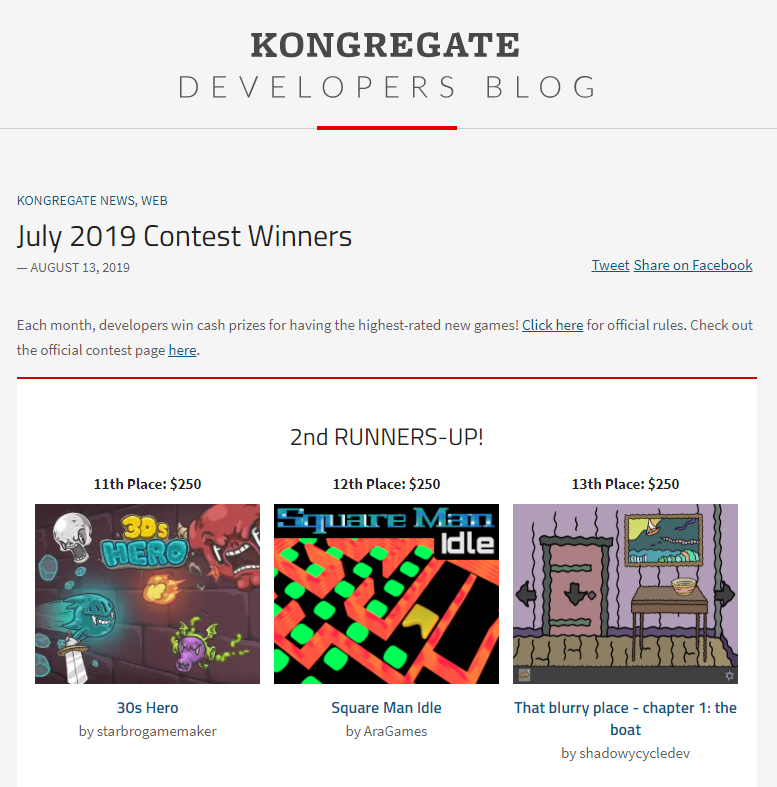 KONGREGATE
DEVELOPERS BLOG
KONGREGATE NEWS, WEB
July 2019 Contest Winners
— AUGUST 13, 2019
Tweet Share on Facebook
Each month, developers win cash prizes for having the highest-rated new games! Click here for official rules. Check out
the official contest page here.
2nd RUNNERS-UP!
11th Place: $250
12th Place: $250
13th Place: $250
30s
HERO
Square Man
Idle
30s Hero
by starbrogamemaker
Square Man Idle
by AraGames
That blurry place - chapter 1: the
boat
by shadowycycledev